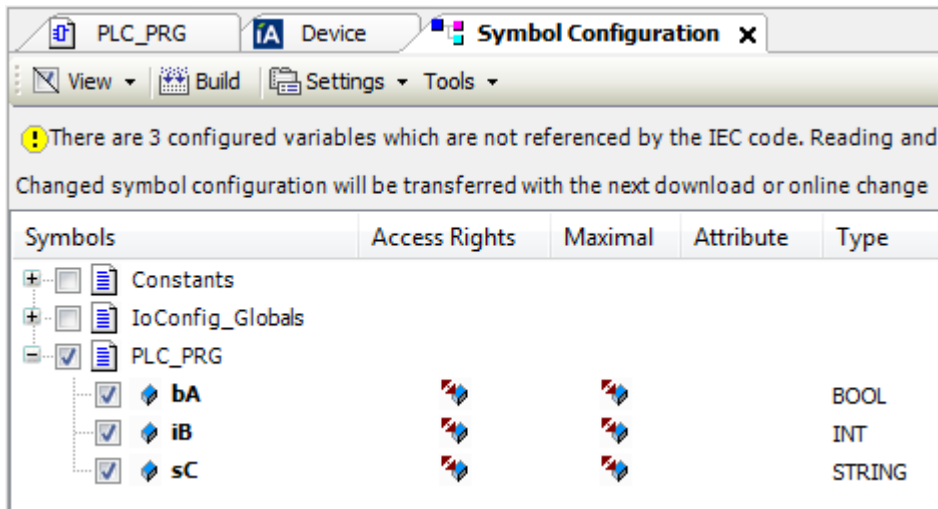 PLC_PRG Device Symbol Configuration x
View Build Settings Tools
There are 3 configured variables which are not referenced by the IEC code. Reading and
Changed symbol configuration will be transferred with the next download or online change
Symbols Access Rights Maximal Attribute Type
Constants
IoConfig_Globals
PLC_PRG
bA BOOL
iB INT
sC STRING